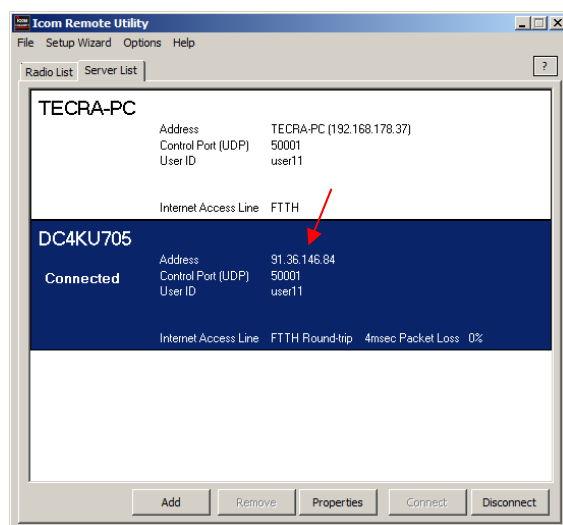 Icom Remote Utility
File Setup Wizard Options Help
Radio List Server List ?
TECRA-PC
Address TECRA-PC (192.168.178.37)
Control Port (UDP) 50001
User ID user11
Internet Access Line FTTH
DC4KU705
Address 91.36.146.84
Connected Control Port (UDP) 50001
User ID user11
Internet Access Line FTTH Round-trip 4msec Packet Loss 0%
Add Remove Properties Connect Disconnect